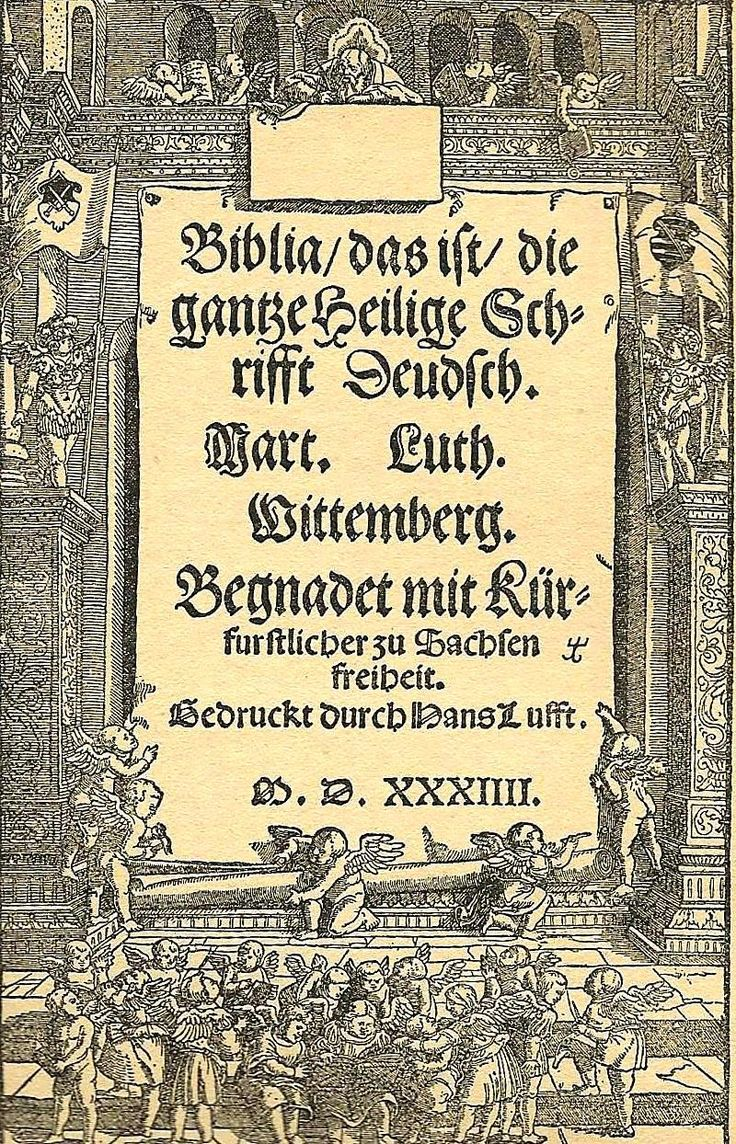 Biblia/ das ist/ die
gantze Heilige Sch⸗
rifft Deudsch.
Mart. Luth.
Wittemberg.
Begnadet mit Kür⸗
furstlicher zu Sachsen
freiheit.
Gedruckt durch Hans Lufft.
M. D. XXXIIII.